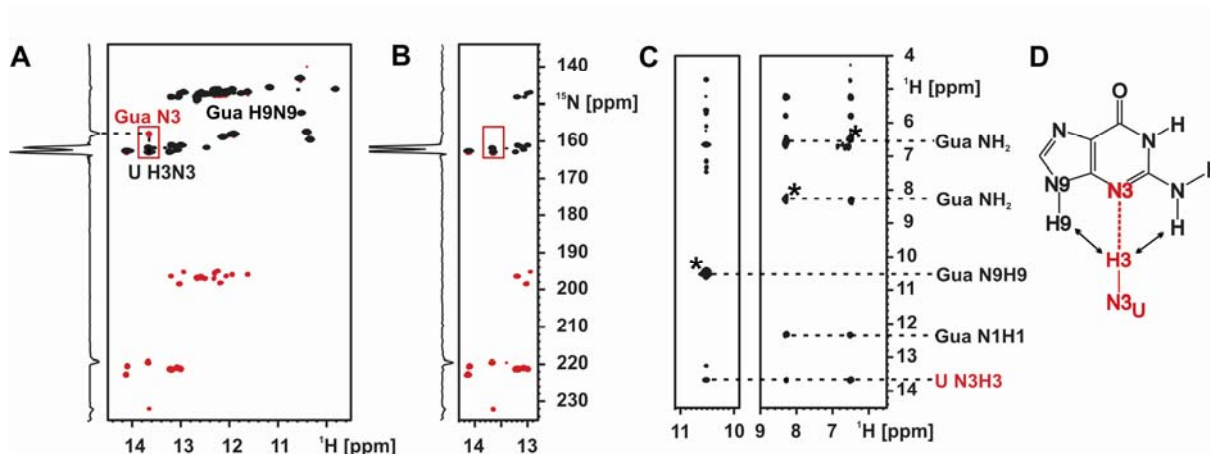 A
B
C
D
Gua N3
Gua H9N9
U H3N3
140
¹⁵N [ppm]
150
160
170
180
190
195
200
210
220
230
14 13 12 11 ¹H [ppm]
14 13
4
¹H [ppm]
5
6
7
8
9
10
11
12
13
14
* * *
Gua NH₂
Gua NH₂
Gua N9H9
Gua N1H1
U N3H3
11 10 9 8 7 ¹H [ppm]
O
N
N
H
N9
N3
N
H9
H
H3
N3U